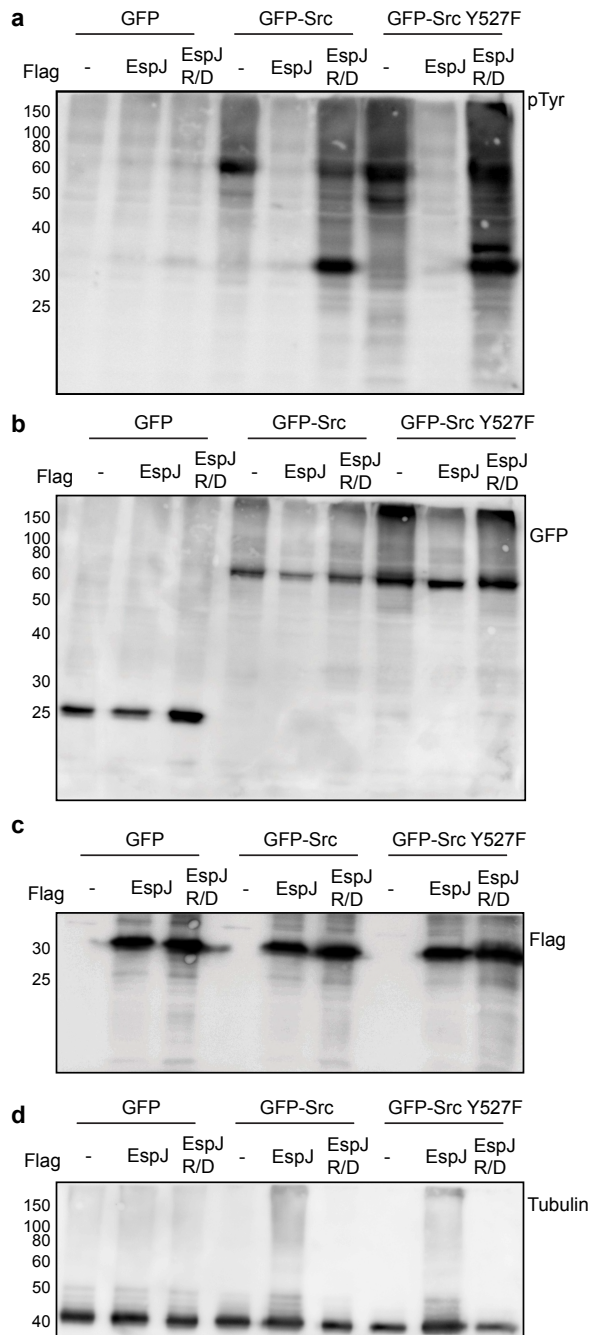 a
GFP GFP-Src GFP-Src Y527F
Flag - EspJ EspJ R/D - EspJ EspJ R/D - EspJ EspJ R/D
pTyr
150
100
80
60
50
40
30
25
b
GFP GFP-Src GFP-Src Y527F
Flag - EspJ EspJ R/D - EspJ EspJ R/D - EspJ EspJ R/D
150
GFP
100
80
60
50
40
30
25
c
GFP GFP-Src GFP-Src Y527F
Flag - EspJ EspJ R/D - EspJ EspJ R/D - EspJ EspJ R/D
Flag
30
25
d
GFP GFP-Src GFP-Src Y527F
Flag - EspJ EspJ R/D - EspJ EspJ R/D - EspJ EspJ R/D
150 Tubulin
100
80
60
50
40